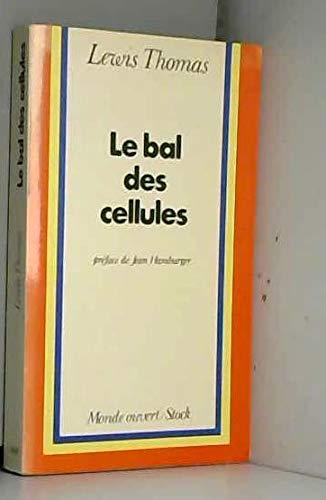 Lewis Thomas
Le bal
des
cellules
préface de Jean Hamburger
Monde ouvert/Stock
Le bal des cellules
Lewis Thomas